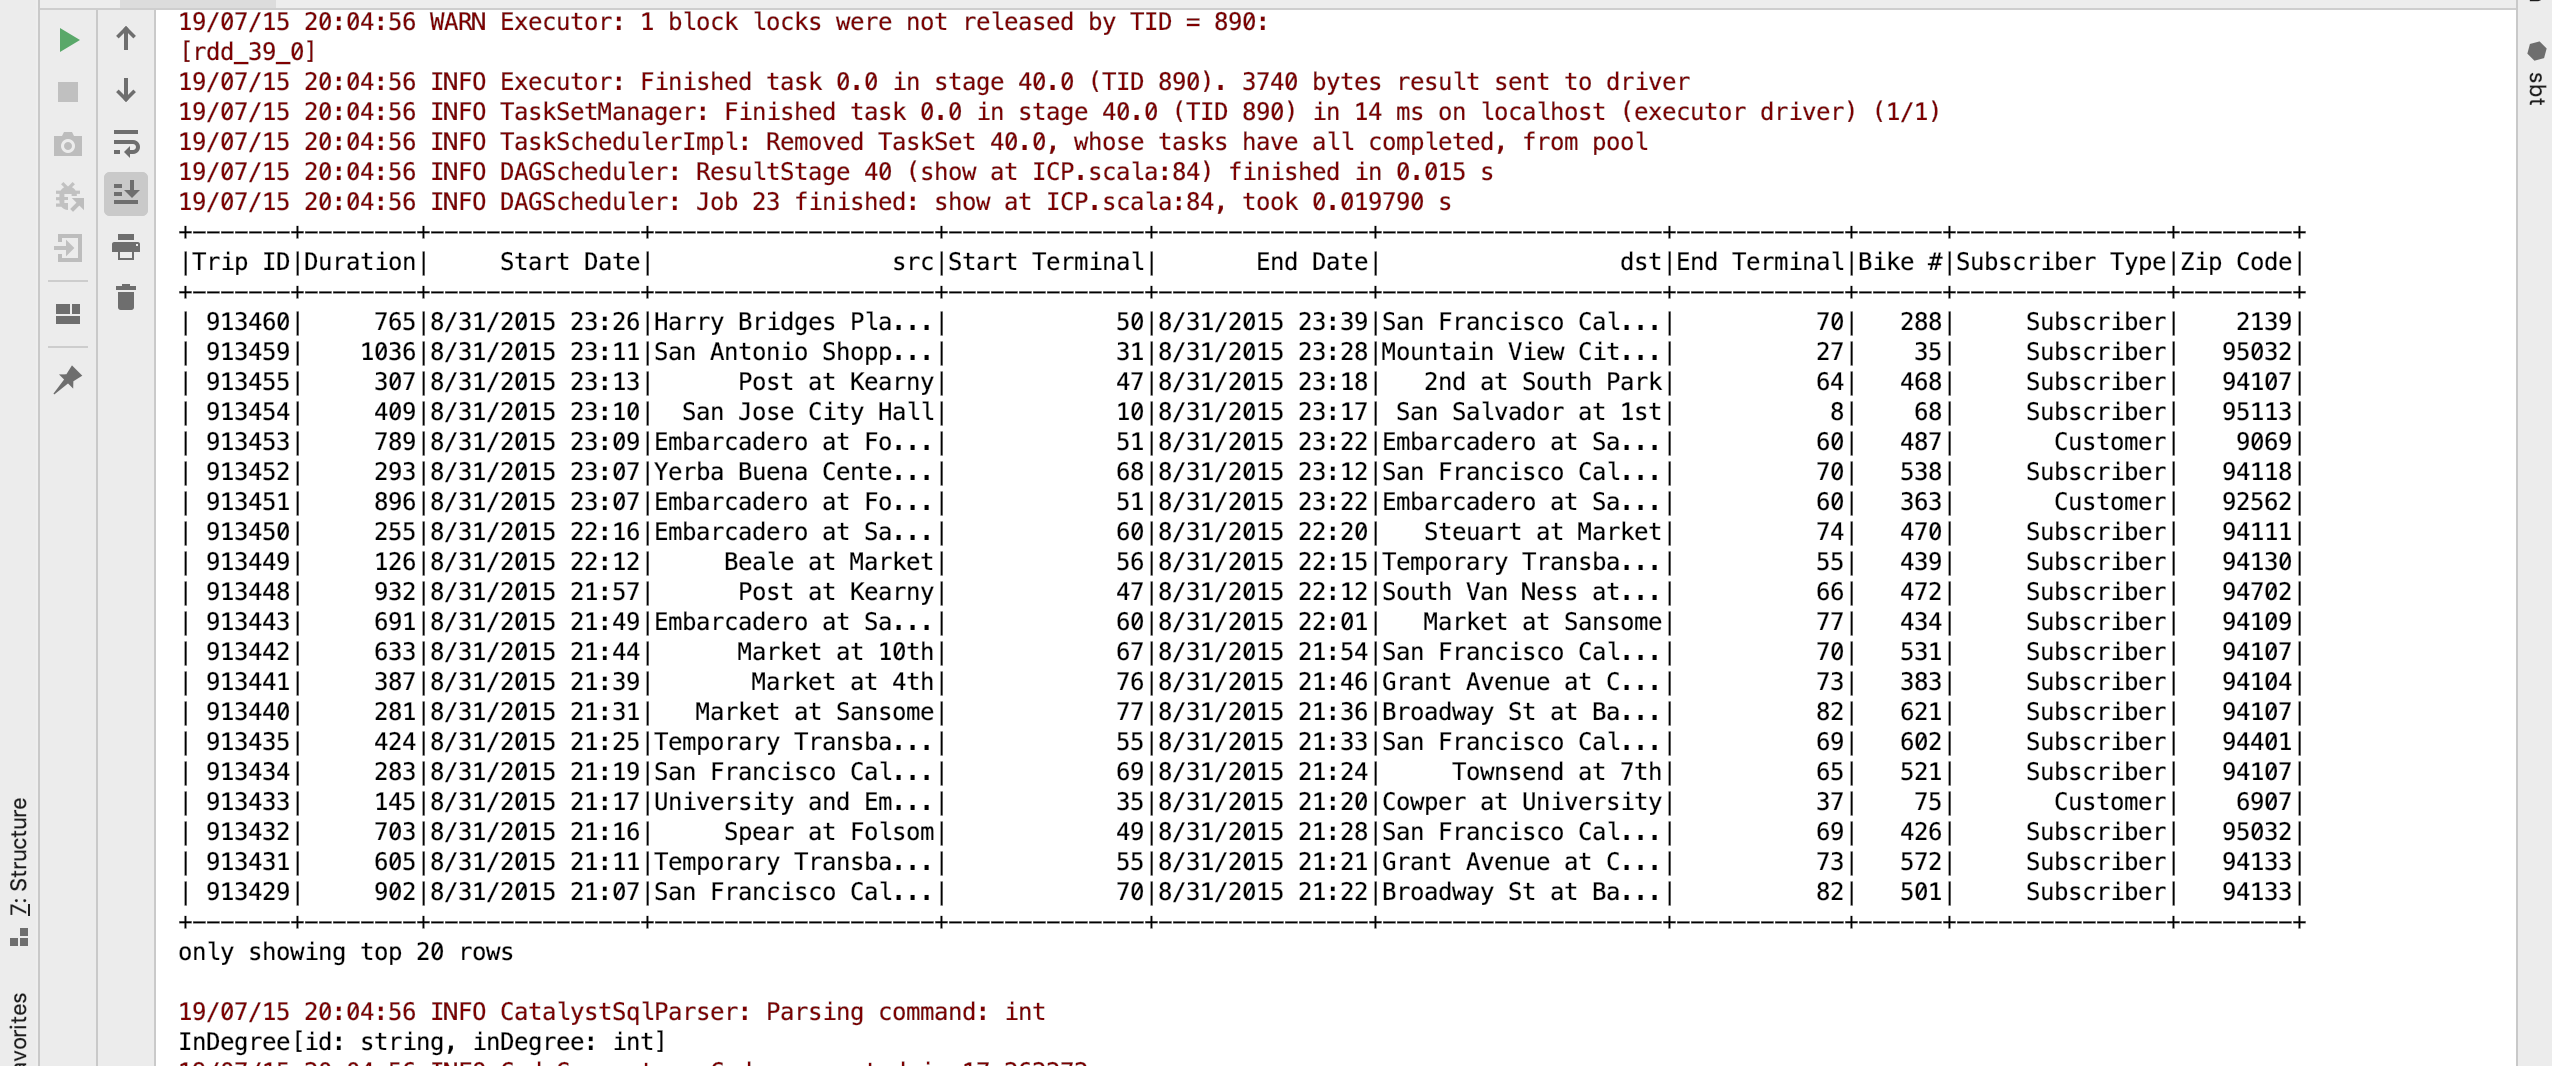 19/07/15 20:04:56 WARN Executor: 1 block locks were not released by TID = 890:
[rdd_39_0]
19/07/15 20:04:56 INFO Executor: Finished task 0.0 in stage 40.0 (TID 890). 3740 bytes result sent to driver
19/07/15 20:04:56 INFO TaskSetManager: Finished task 0.0 in stage 40.0 (TID 890) in 14 ms on localhost (executor driver) (1/1)
19/07/15 20:04:56 INFO TaskSchedulerImpl: Removed TaskSet 40.0, whose tasks have all completed, from pool
19/07/15 20:04:56 INFO DAGScheduler: ResultStage 40 (show at ICP.scala:84) finished in 0.015 s
19/07/15 20:04:56 INFO DAGScheduler: Job 23 finished: show at ICP.scala:84, took 0.019790 s
+-------+--------+---------------+--------------------+--------------+---------------+--------------------+------------+------+---------------+--------+
|Trip ID|Duration|     Start Date|                 src|Start Terminal|       End Date|                 dst|End Terminal|Bike #|Subscriber Type|Zip Code|
+-------+--------+---------------+--------------------+--------------+---------------+--------------------+------------+------+---------------+--------+
| 913460|     765|8/31/2015 23:26|Harry Bridges Pla...|            50|8/31/2015 23:39|San Francisco Cal...|          70|   288|     Subscriber|    2139|
| 913459|    1036|8/31/2015 23:11|San Antonio Shopp...|            31|8/31/2015 23:28|Mountain View Cit...|          27|    35|     Subscriber|   95032|
| 913455|     307|8/31/2015 23:13|      Post at Kearny|            47|8/31/2015 23:18|   2nd at South Park|          64|   468|     Subscriber|   94107|
| 913454|     409|8/31/2015 23:10|  San Jose City Hall|            10|8/31/2015 23:17| San Salvador at 1st|           8|    68|     Subscriber|   95113|
| 913453|     789|8/31/2015 23:09|Embarcadero at Fo...|            51|8/31/2015 23:22|Embarcadero at Sa...|          60|   487|       Customer|    9069|
| 913452|     293|8/31/2015 23:07|Yerba Buena Cente...|            68|8/31/2015 23:12|San Francisco Cal...|          70|   538|     Subscriber|   94118|
| 913451|     896|8/31/2015 23:07|Embarcadero at Fo...|            51|8/31/2015 23:22|Embarcadero at Sa...|          60|   363|       Customer|   92562|
| 913450|     255|8/31/2015 22:16|Embarcadero at Sa...|            60|8/31/2015 22:20|   Steuart at Market|          74|   470|     Subscriber|   94111|
| 913449|     126|8/31/2015 22:12|     Beale at Market|            56|8/31/2015 22:15|Temporary Transba...|          55|   439|     Subscriber|   94130|
| 913448|     932|8/31/2015 21:57|      Post at Kearny|            47|8/31/2015 22:12|South Van Ness at...|          66|   472|     Subscriber|   94702|
| 913443|     691|8/31/2015 21:49|Embarcadero at Sa...|            60|8/31/2015 22:01|   Market at Sansome|          77|   434|     Subscriber|   94109|
| 913442|     633|8/31/2015 21:44|      Market at 10th|            67|8/31/2015 21:54|San Francisco Cal...|          70|   531|     Subscriber|   94107|
| 913441|     387|8/31/2015 21:39|       Market at 4th|            76|8/31/2015 21:46|Grant Avenue at C...|          73|   383|     Subscriber|   94104|
| 913440|     281|8/31/2015 21:31|   Market at Sansome|            77|8/31/2015 21:36|Broadway St at Ba...|          82|   621|     Subscriber|   94107|
| 913435|     424|8/31/2015 21:25|Temporary Transba...|            55|8/31/2015 21:33|San Francisco Cal...|          69|   602|     Subscriber|   94401|
| 913434|     283|8/31/2015 21:19|San Francisco Cal...|            69|8/31/2015 21:24|     Townsend at 7th|          65|   521|     Subscriber|   94107|
| 913433|     145|8/31/2015 21:17|University and Em...|            35|8/31/2015 21:20|Cowper at University|          37|    75|       Customer|    6907|
| 913432|     703|8/31/2015 21:16|     Spear at Folsom|            49|8/31/2015 21:28|San Francisco Cal...|          69|   426|     Subscriber|   95032|
| 913431|     605|8/31/2015 21:11|Temporary Transba...|            55|8/31/2015 21:21|Grant Avenue at C...|          73|   572|     Subscriber|   94133|
| 913429|     902|8/31/2015 21:07|San Francisco Cal...|            70|8/31/2015 21:22|Broadway St at Ba...|          82|   501|     Subscriber|   94133|
+-------+--------+---------------+--------------------+--------------+---------------+--------------------+------------+------+---------------+--------+
only showing top 20 rows
19/07/15 20:04:56 INFO CatalystSqlParser: Parsing command: int
InDegree[id: string, inDegree: int]
7: Structure
avorites
sbt